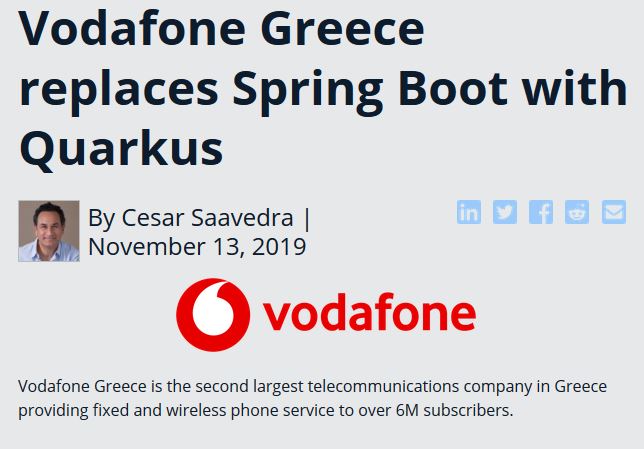 Vodafone Greece
replaces Spring Boot with
Quarkus
By Cesar Saavedra |
November 13, 2019
vodafone
Vodafone Greece is the second largest telecommunications company in Greece
providing fixed and wireless phone service to over 6M subscribers.